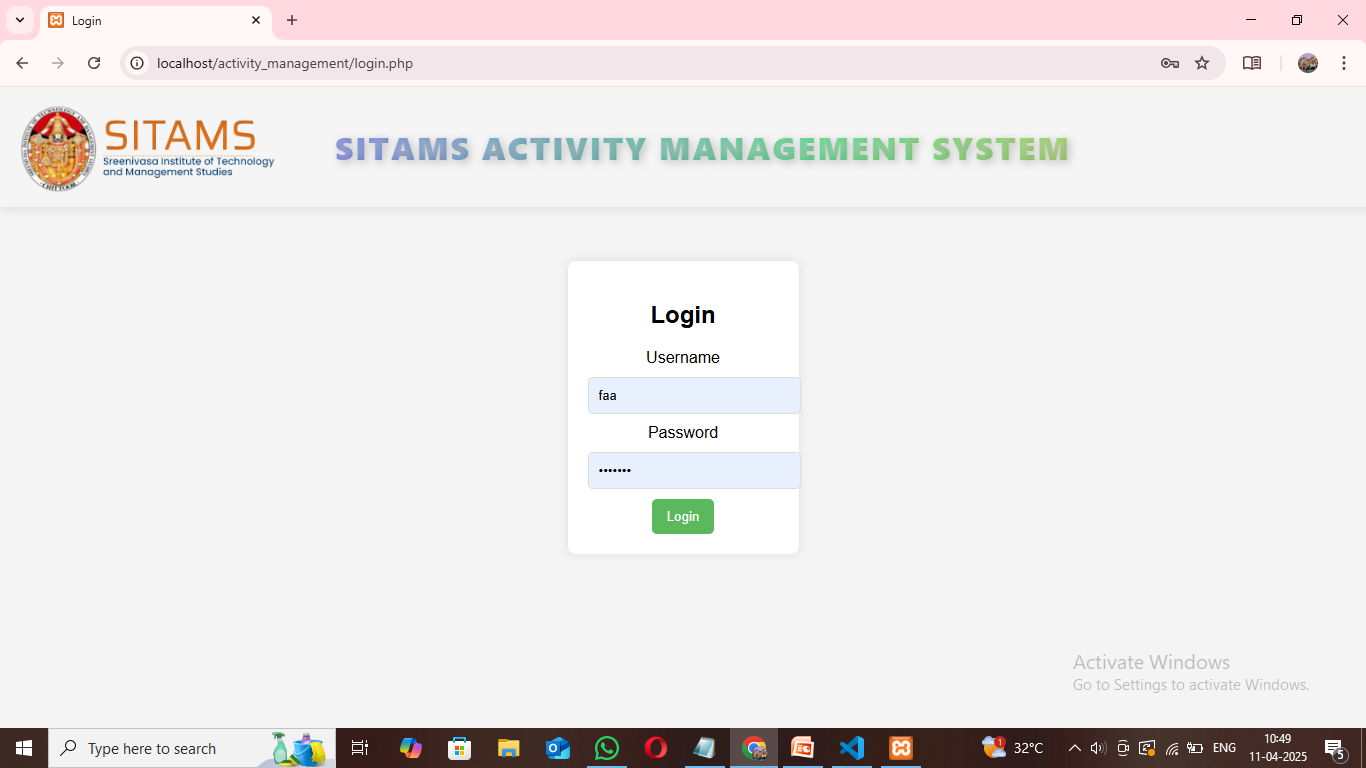 Login
localhost/activity_management/login.php
SITAMS
Sreenivasa Institute of Technology
and Management Studies
SITAMS ACTIVITY MANAGEMENT SYSTEM
Login
Username
faa
Password
•••••••
Login
Activate Windows
Go to Settings to activate Windows.
Type here to search
1
32°C
ENG
10:49
11-04-2025
5